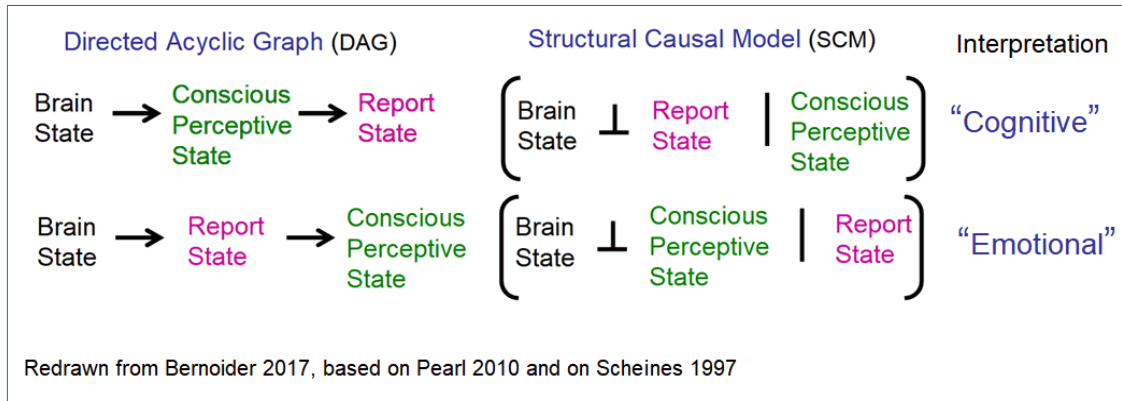 Directed Acyclic Graph (DAG) Structural Causal Model (SCM) Interpretation
Brain State → Conscious Perceptive State → Report State
( Brain State ⊥ Report State | Conscious Perceptive State )
“Cognitive”
Brain State → Report State → Conscious Perceptive State
( Brain State ⊥ Conscious Perceptive State | Report State )
“Emotional”
Redrawn from Bernoider 2017, based on Pearl 2010 and on Scheines 1997